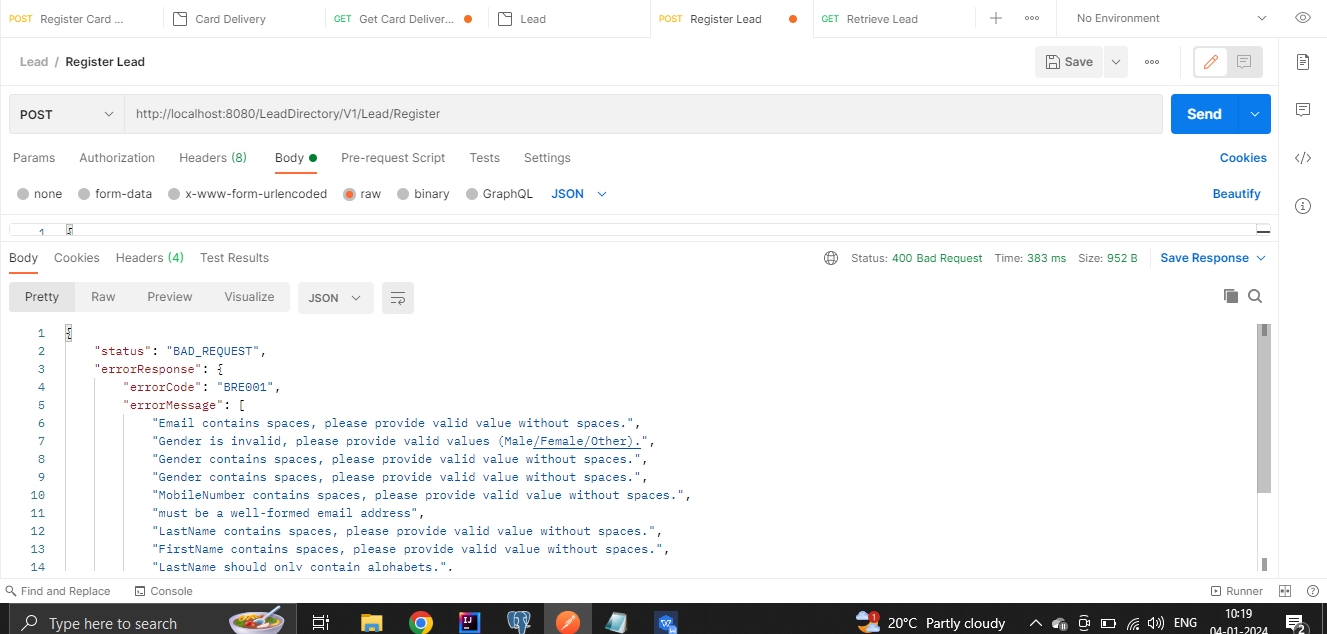 POST Register Card ... Card Delivery GET Get Card Deliver... Lead POST Register Lead GET Retrieve Lead No Environment
Lead / Register Lead Save
POST http://localhost:8080/LeadDirectory/V1/Lead/Register Send
Params Authorization Headers (8) Body Pre-request Script Tests Settings Cookies
none form-data x-www-form-urlencoded raw binary GraphQL JSON Beautify
1 {
Body Cookies Headers (4) Test Results Status: 400 Bad Request Time: 383 ms Size: 952 B Save Response
Pretty Raw Preview Visualize JSON
1 {
2 "status": "BAD_REQUEST",
3 "errorResponse": {
4 "errorCode": "BRE001",
5 "errorMessage": [
6 "Email contains spaces, please provide valid value without spaces.",
7 "Gender is invalid, please provide valid values (Male/Female/Other).",
8 "Gender contains spaces, please provide valid value without spaces.",
9 "Gender contains spaces, please provide valid value without spaces.",
10 "MobileNumber contains spaces, please provide valid value without spaces.",
11 "must be a well-formed email address",
12 "LastName contains spaces, please provide valid value without spaces.",
13 "FirstName contains spaces, please provide valid value without spaces.",
14 "LastName should only contain alphabets.",
Find and Replace Console Runner
Type here to search 1 20°C Partly cloudy ENG 10:19 2
04-01-2024